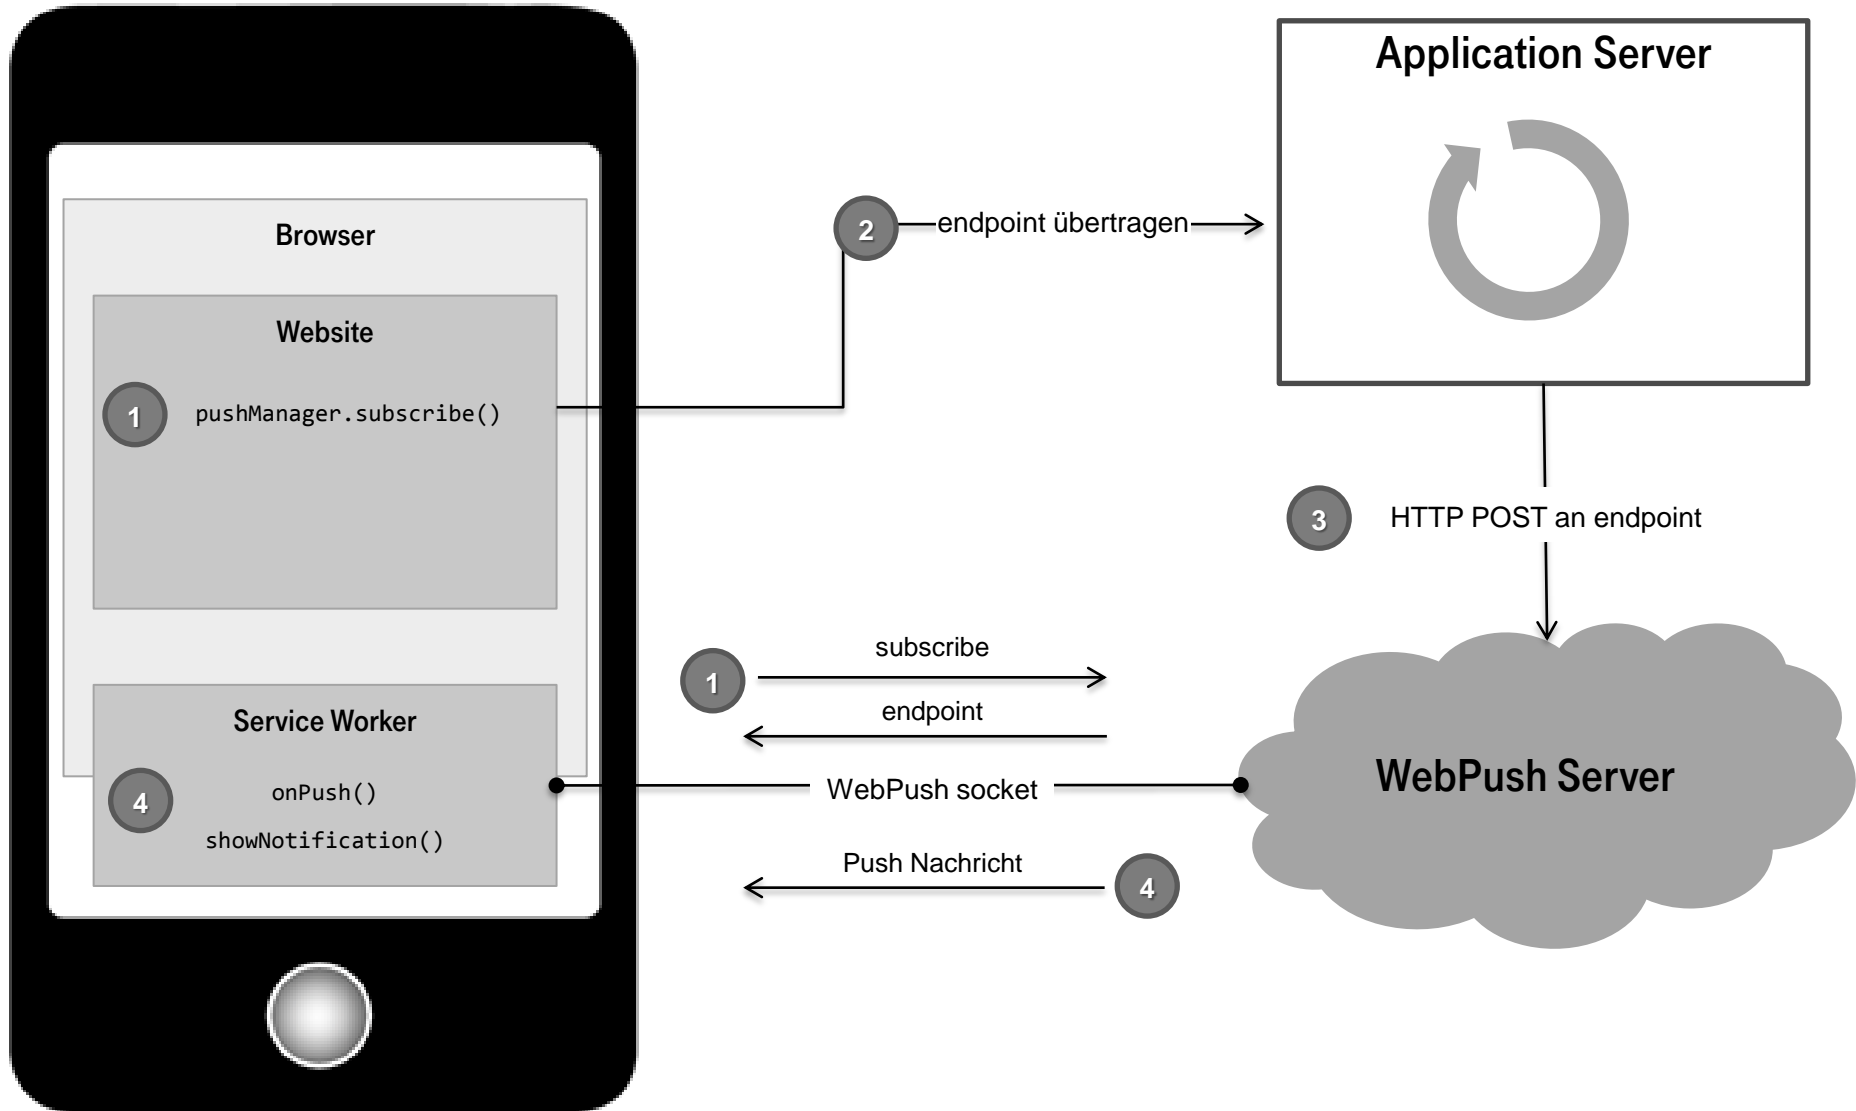 Application Server
Browser
2
endpoint übertragen
Website
1
pushManager.subscribe()
3
HTTP POST an endpoint
subscribe
1
endpoint
Service Worker
4
onPush()
showNotification()
WebPush socket
WebPush Server
Push Nachricht
4